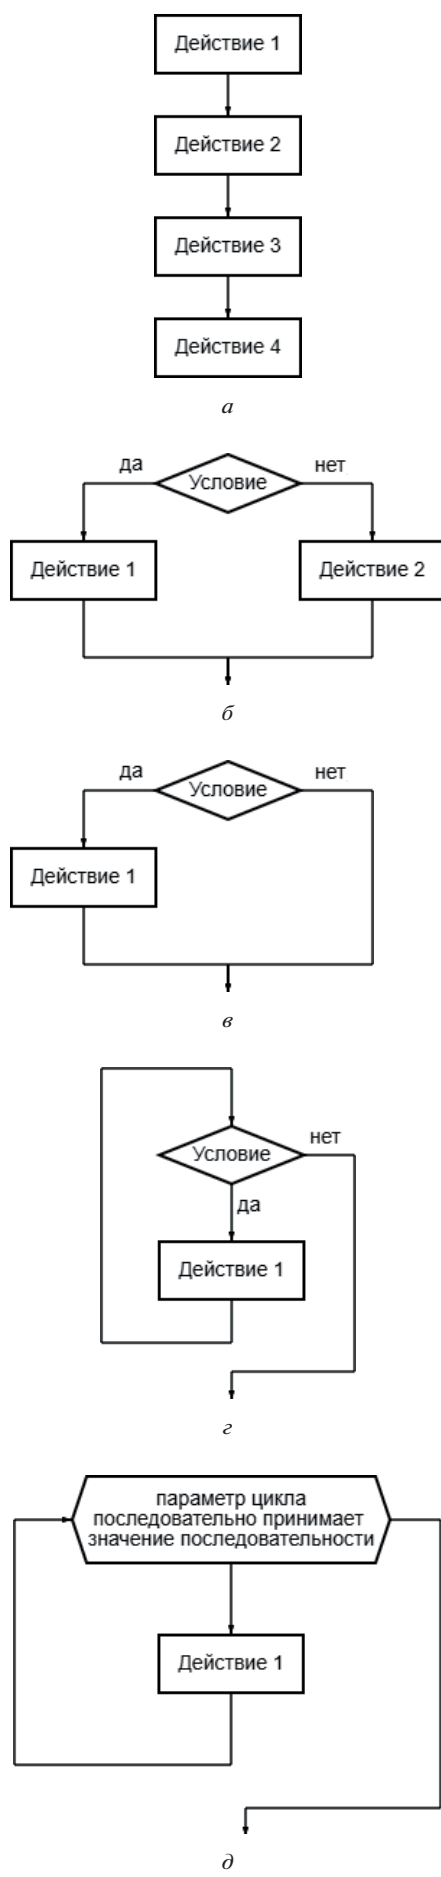 Действие 1
Действие 2
Действие 3
Действие 4
а
да
Условие
нет
Действие 1
Действие 2
б
да
Условие
нет
Действие 1
в
Условие
нет
да
Действие 1
г
параметр цикла
последовательно принимает
значение последовательности
Действие 1
д